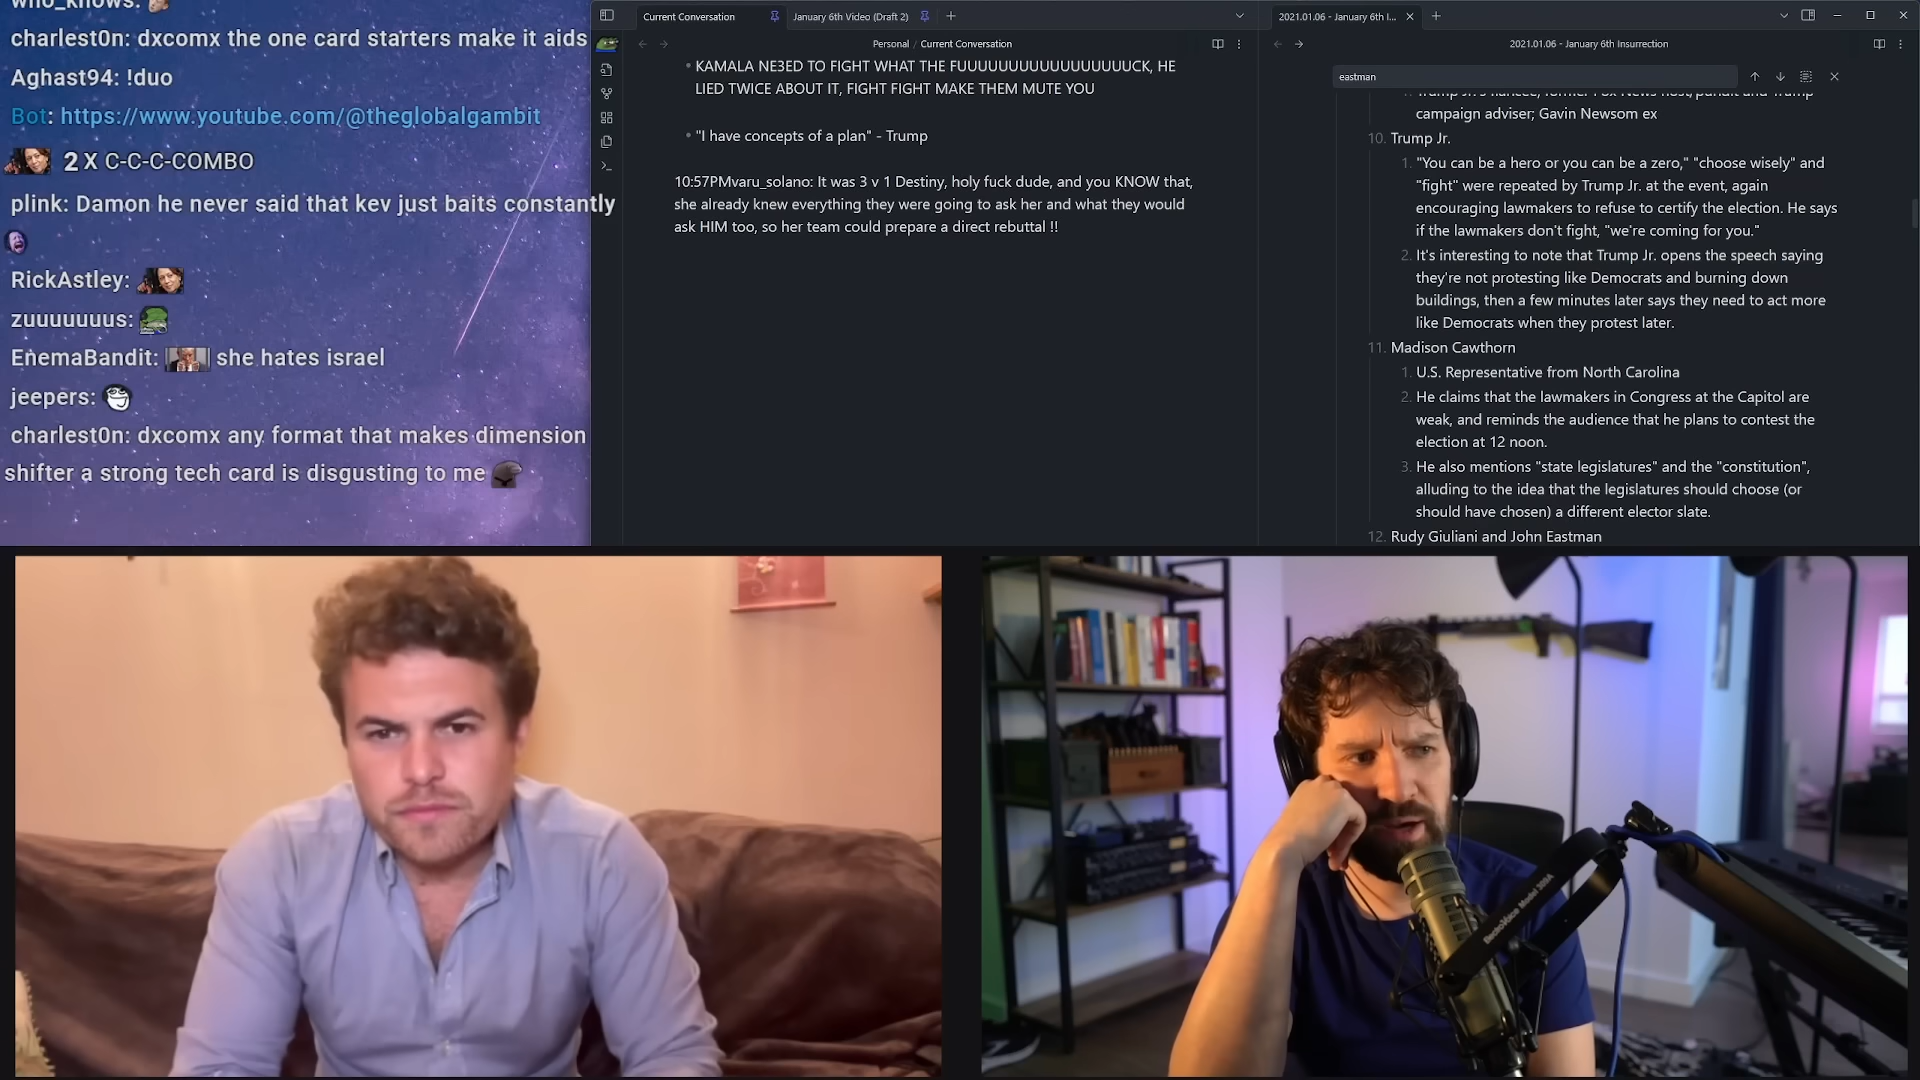 who_knows:
charlest0n: dxcomx the one card starters make it aids
Aghast94: !duo
Bot: https://www.youtube.com/@theglobalgambit
2 X C-C-C-COMBO
plink: Damon he never said that kev just baits constantly
RickAstley:
zuuuuuuus:
EnemaBandit: she hates israel
jeepers:
charlest0n: dxcomx any format that makes dimension
shifter a strong tech card is disgusting to me
Current Conversation
January 6th Video (Draft 2)
Personal / Current Conversation
• KAMALA NE3ED TO FIGHT WHAT THE FUUUUUUUUUUUUUUUUUCK, HE
LIED TWICE ABOUT IT, FIGHT FIGHT MAKE THEM MUTE YOU
• "I have concepts of a plan" - Trump
10:57PMvaru_solano: It was 3 v 1 Destiny, holy fuck dude, and you KNOW that,
she already knew everything they were going to ask her and what they would
ask HIM too, so her team could prepare a direct rebuttal !!
2021.01.06 - January 6th I...
2021.01.06 - January 6th Insurrection
eastman
1. Trump Jr.'s fiancee, former Fox News host/pundit and Trump
campaign adviser; Gavin Newsom ex
10. Trump Jr.
1. "You can be a hero or you can be a zero," "choose wisely" and
"fight" were repeated by Trump Jr. at the event, again
encouraging lawmakers to refuse to certify the election. He says
if the lawmakers don't fight, "we're coming for you."
2. It's interesting to note that Trump Jr. opens the speech saying
they're not protesting like Democrats and burning down
buildings, then a few minutes later says they need to act more
like Democrats when they protest later.
11. Madison Cawthorn
1. U.S. Representative from North Carolina
2. He claims that the lawmakers in Congress at the Capitol are
weak, and reminds the audience that he plans to contest the
election at 12 noon.
3. He also mentions "state legislatures" and the "constitution",
alluding to the idea that the legislatures should choose (or
should have chosen) a different elector slate.
12. Rudy Giuliani and John Eastman